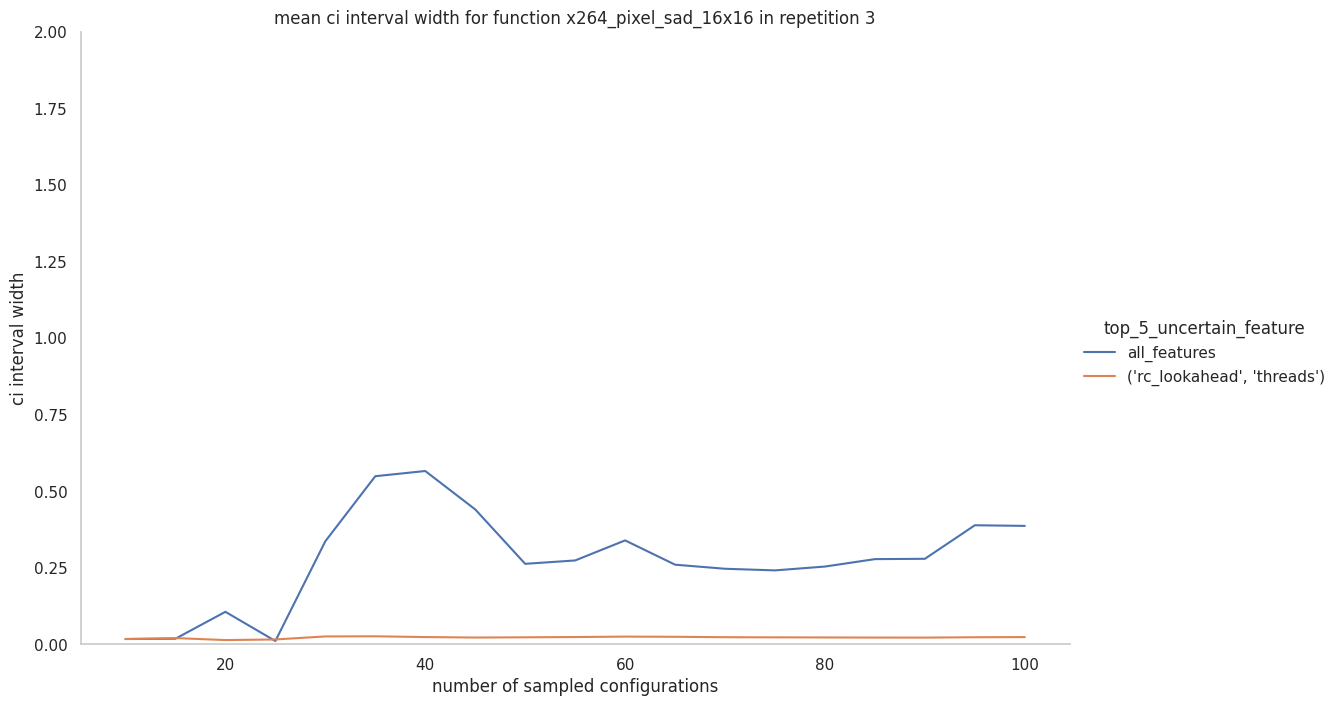 mean ci interval width for function x264_pixel_sad_16x16 in repetition 3
2.00
1.75
1.50
1.25
1.00
0.75
0.50
0.25
0.00
ci interval width
20
40
60
80
100
number of sampled configurations
top_5_uncertain_feature
all_features
('rc_lookahead', 'threads')